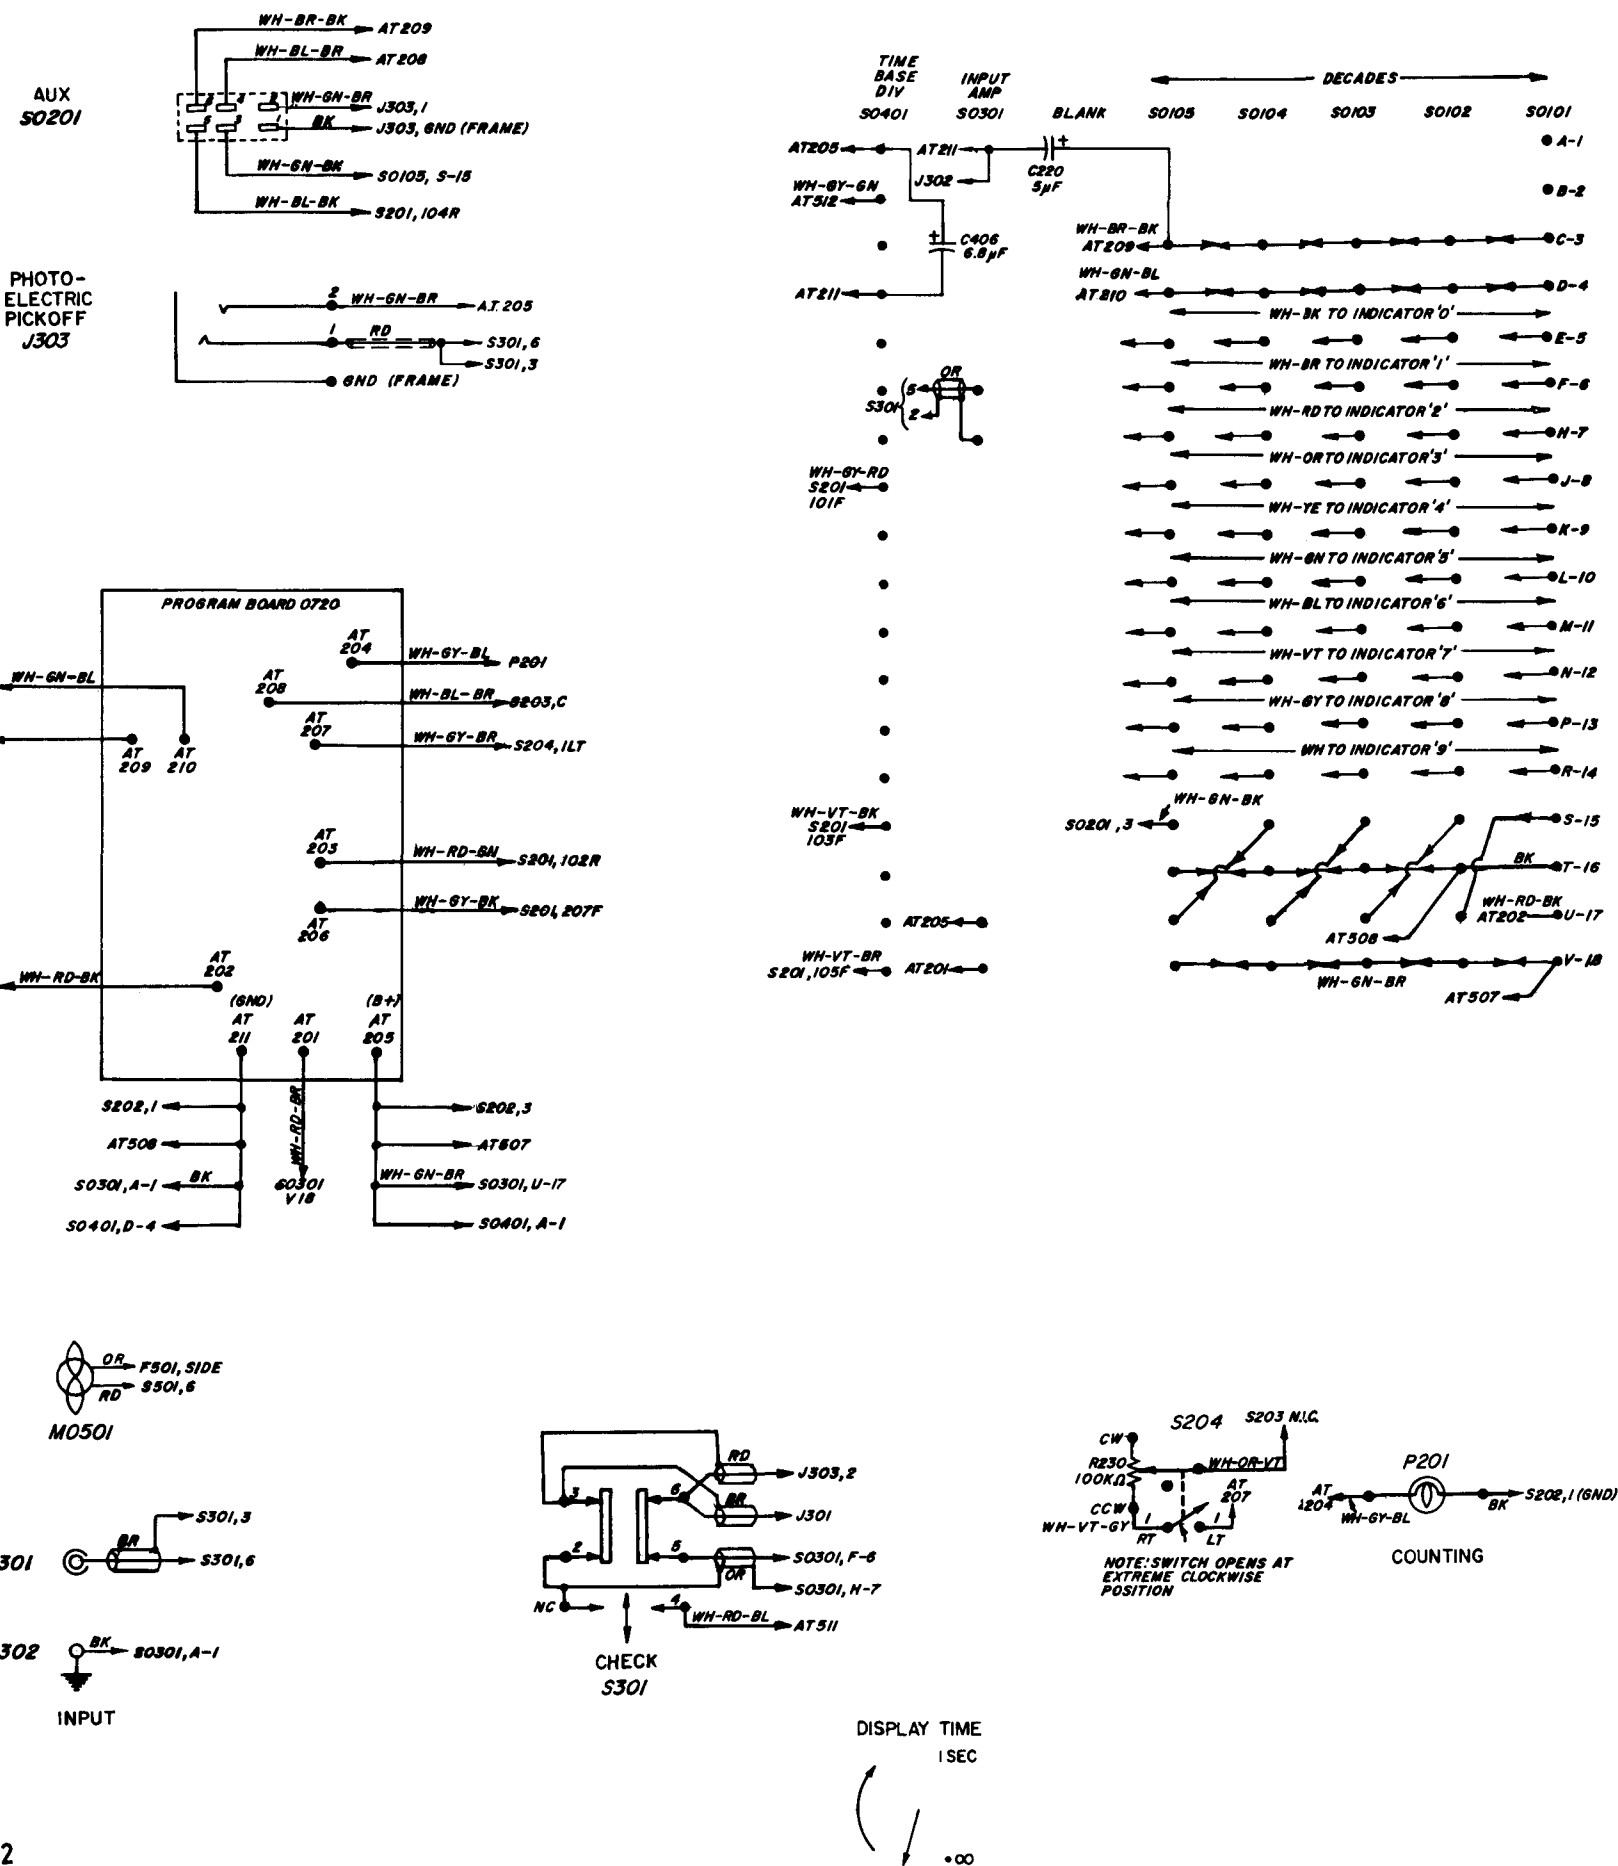 WH-BR-BK
AT209
WH-BL-BR
AT208
AUX
SO201
4
2
WH-GN-BR
J303,1
5
3
1
BK
J303, GND (FRAME)
WH-GN-BK
SO105, S-15
WH-BL-BK
S201, 104R
PHOTO-
ELECTRIC
PICKOFF
J303
2
WH-GN-BR
A.T. 205
1
RD
S301,6
S301,3
GND (FRAME)
TIME
BASE
DIV
SO401
INPUT
AMP
SO301
BLANK
DECADES
SO105
SO104
SO103
SO102
SO101
AT205
AT211
J302
+
C220
5µF
A-1
WH-GY-GN
AT512
B-2
+
C406
6.8µF
WH-BR-BK
AT209
C-3
AT211
WH-GN-BL
AT210
D-4
WH-BK TO INDICATOR '0'
E-5
WH-BR TO INDICATOR '1'
OR
S301
5
2
F-6
WH-RD TO INDICATOR '2'
H-7
WH-OR TO INDICATOR '3'
WH-GY-RD
S201
101F
J-8
WH-YE TO INDICATOR '4'
K-9
WH-GN TO INDICATOR '5'
L-10
WH-BL TO INDICATOR '6'
M-11
WH-VT TO INDICATOR '7'
N-12
WH-GY TO INDICATOR '8'
P-13
WH TO INDICATOR '9'
R-14
WH-VT-BK
S201
103F
WH-GN-BK
SO201,3
S-15
BK
T-16
AT205
WH-RD-BK
AT202
U-17
AT508
WH-VT-BR
S201,105F
AT201
WH-GN-BR
V-18
AT507
PROGRAM BOARD 0720
AT
204
WH-GY-BL
P201
WH-GN-BL
AT
208
WH-BL-BR
S203,C
AT
207
WH-GY-BR
S204,1LT
AT
209
AT
210
AT
203
WH-RD-GN
S201,102R
AT
206
WH-GY-BK
S201,207F
WH-RD-BK
AT
202
(GND)
AT
211
AT
201
(B+)
AT
205
WH-RD-BR
S202,1
S202,3
AT508
AT507
SO301,A-1
BK
SO301
V18
WH-GN-BR
SO301,U-17
SO401,D-4
SO401, A-1
OR
F501,SIDE
RD
S501,6
MO501
301
BR
S301,3
S301,6
302
BK
SO301,A-1
INPUT
3
6
RD
J303,2
BR
J301
2
5
OR
SO301,F-6
SO301,H-7
NC
4
WH-RD-BL
AT511
CHECK
S301
S204
S203 N.I.C.
CW
R230
100KΩ
WH-OR-VT
AT
207
CCW
WH-VT-GY
1
RT
1
LT
NOTE: SWITCH OPENS AT
EXTREME CLOCKWISE
POSITION
P201
AT
204
WH-GY-BL
BK
S202,1 (GND)
COUNTING
DISPLAY TIME
1 SEC
∞
2